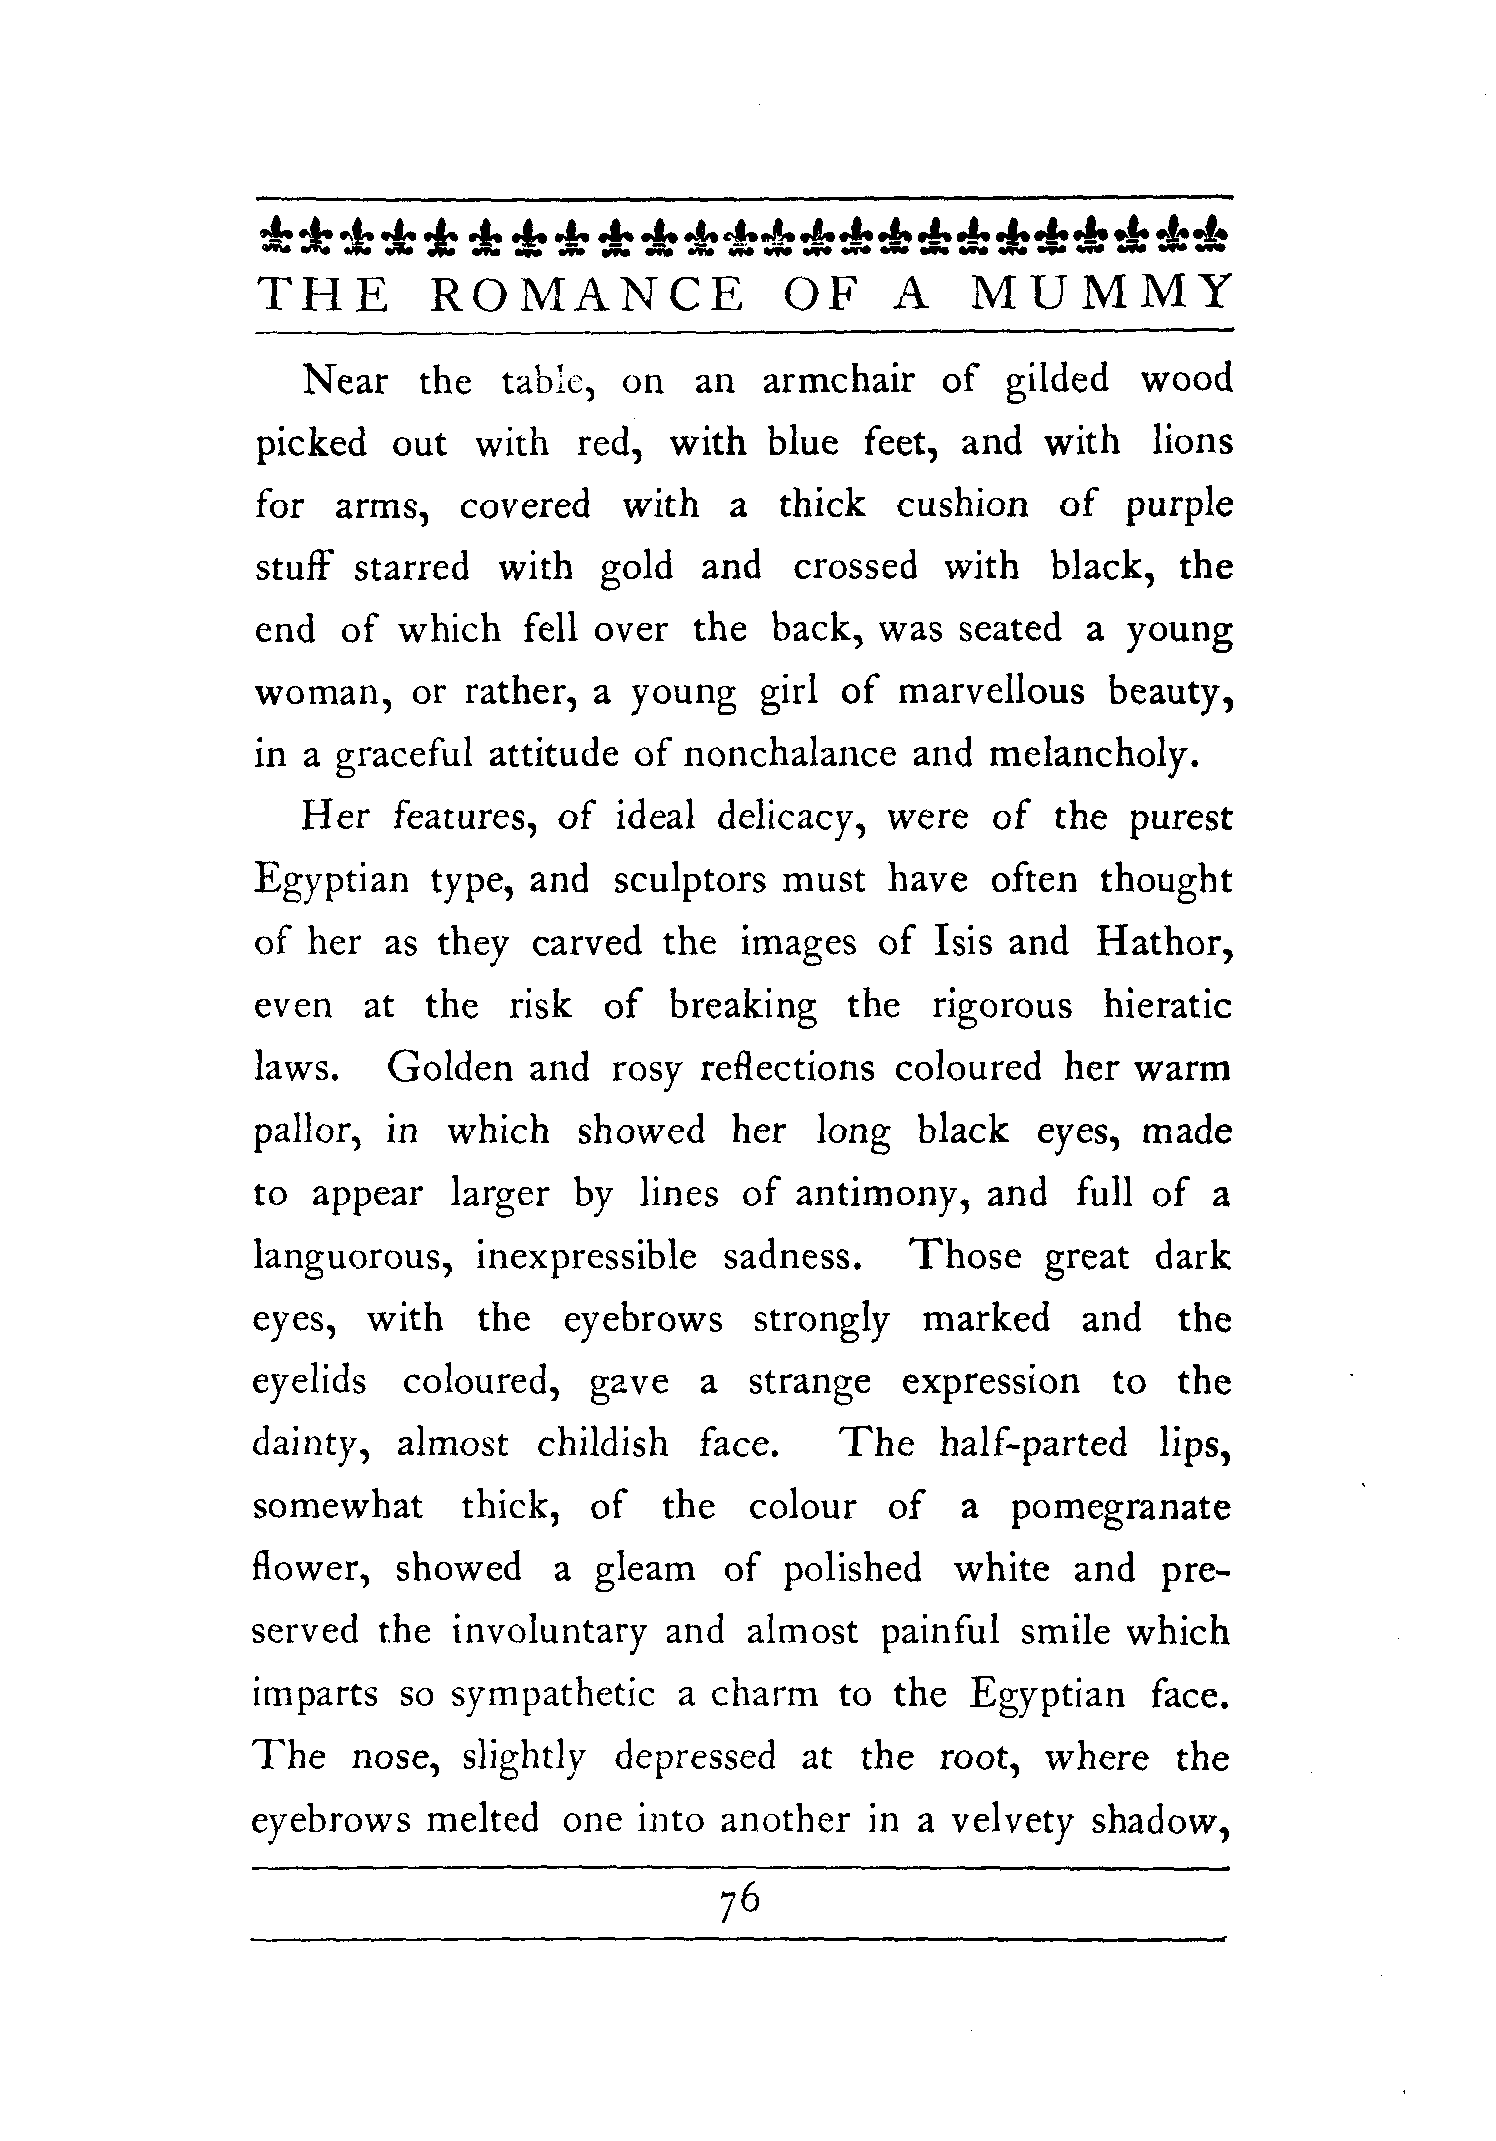 THE ROMANCE OF A MUMMY
Near the table, on an armchair of gilded wood
picked out with red, with blue feet, and with lions
for arms, covered with a thick cushion of purple
stuff starred with gold and crossed with black, the
end of which fell over the back, was seated a young
woman, or rather, a young girl of marvellous beauty,
in a graceful attitude of nonchalance and melancholy.
Her features, of ideal delicacy, were of the purest
Egyptian type, and sculptors must have often thought
of her as they carved the images of Isis and Hathor,
even at the risk of breaking the rigorous hieratic
laws. Golden and rosy reflections coloured her warm
pallor, in which showed her long black eyes, made
to appear larger by lines of antimony, and full of a
languorous, inexpressible sadness. Those great dark
eyes, with the eyebrows strongly marked and the
eyelids coloured, gave a strange expression to the
dainty, almost childish face. The half-parted lips,
somewhat thick, of the colour of a pomegranate
flower, showed a gleam of polished white and pre-
served the involuntary and almost painful smile which
imparts so sympathetic a charm to the Egyptian face.
The nose, slightly depressed at the root, where the
eyebrows melted one into another in a velvety shadow,
76